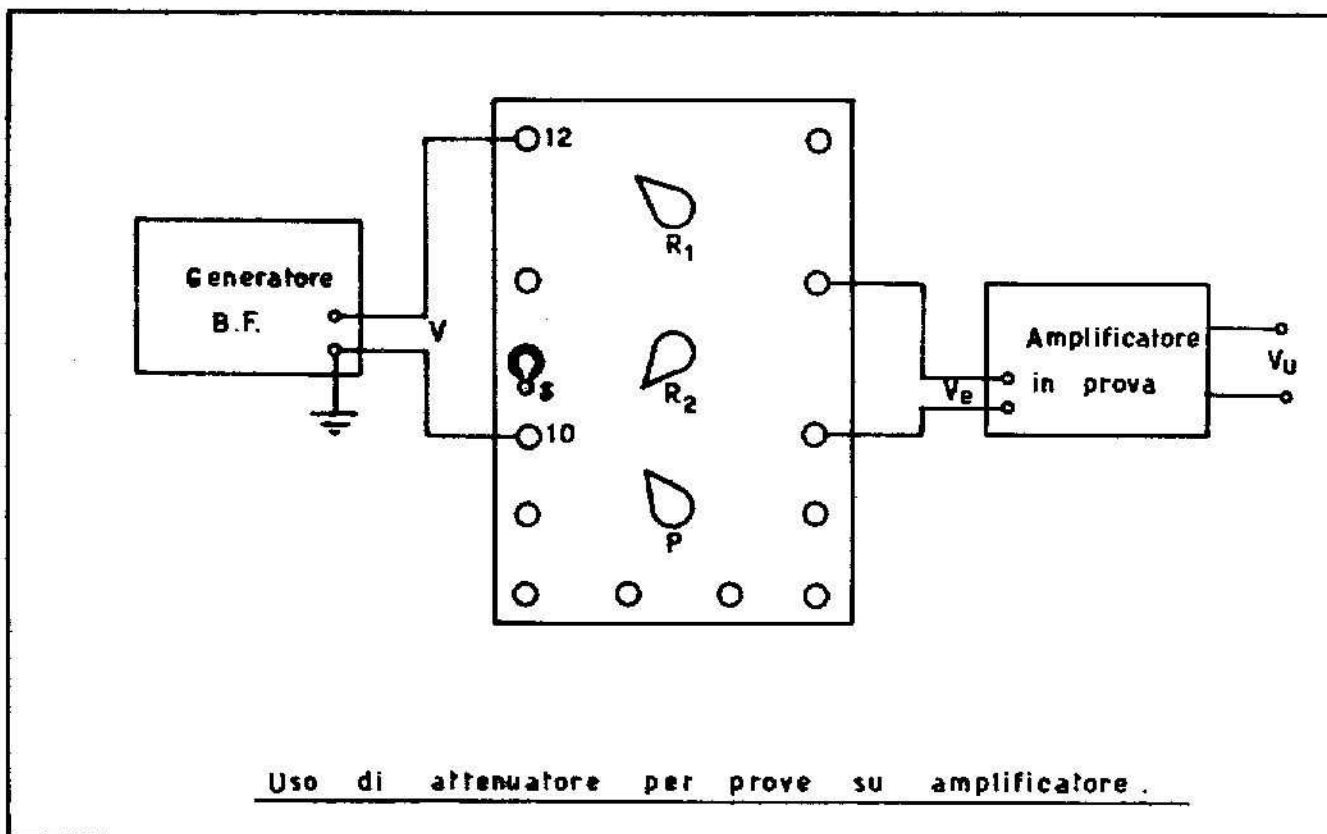 12
R1
Generatore
B.F.
V
Amplificatore
in prova
VU
Ve
S
R2
10
P
Uso di attenuatore per prove su amplificatore.